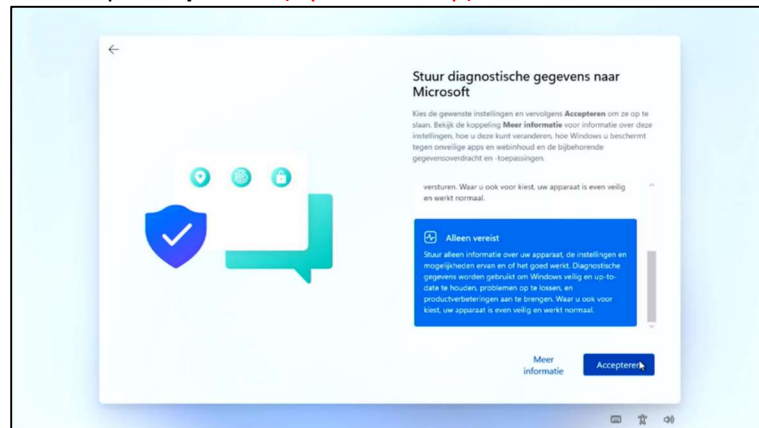 Stuur diagnostische gegevens naar
Microsoft
Kies de gewenste instellingen en vervolgens Accepteren om ze op te
slaan. Bekijk de koppeling Meer informatie voor informatie over deze
instellingen, hoe u deze kunt veranderen, hoe Windows u beschermt
tegen onveilige apps en webinhoud en de bijbehorende
gegevensoverdracht en -toepassingen.
versturen. Waar u ook voor kiest, uw apparaat is even veilig
en werkt normaal.
Alleen vereist
Stuur alleen informatie over uw apparaat, de instellingen en
mogelijkheden ervan en of het goed werkt. Diagnostische
gegevens worden gebruikt om Windows veilig en up-to-
date te houden, problemen op te lossen, en
productverbeteringen aan te brengen. Waar u ook voor
kiest, uw apparaat is even veilig en werkt normaal.
Meer
informatie
Accepteren